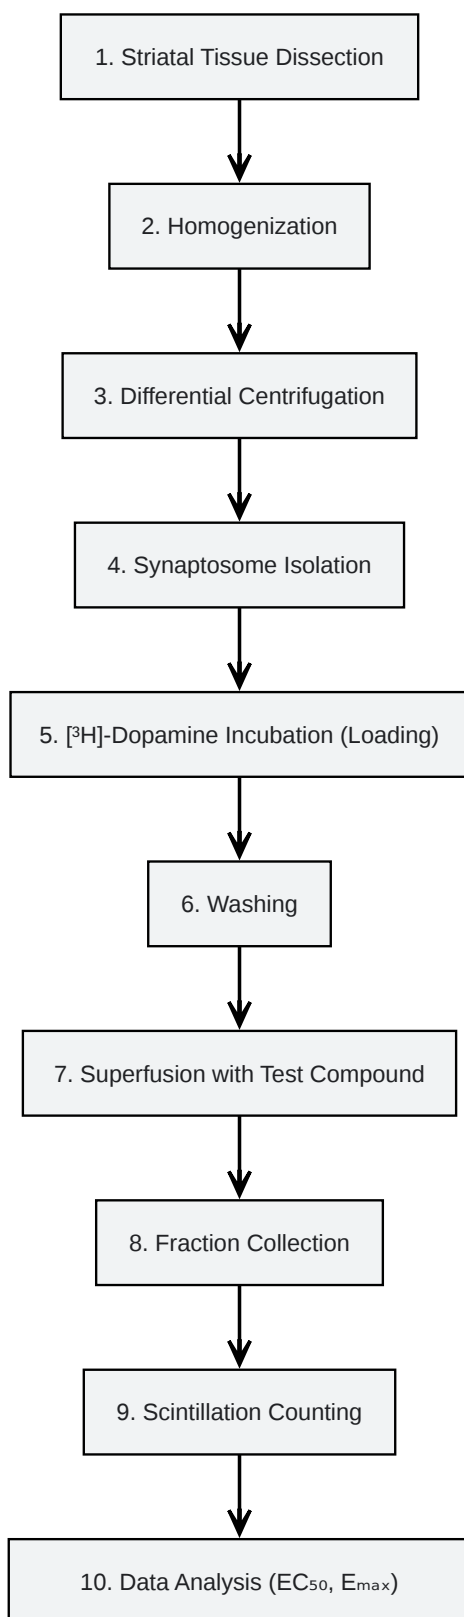 1. Striatal Tissue Dissection
2. Homogenization
3. Differential Centrifugation
4. Synaptosome Isolation
5. [³H]-Dopamine Incubation (Loading)
6. Washing
7. Superfusion with Test Compound
8. Fraction Collection
9. Scintillation Counting
10. Data Analysis (EC₅₀, Eₘₐₓ)